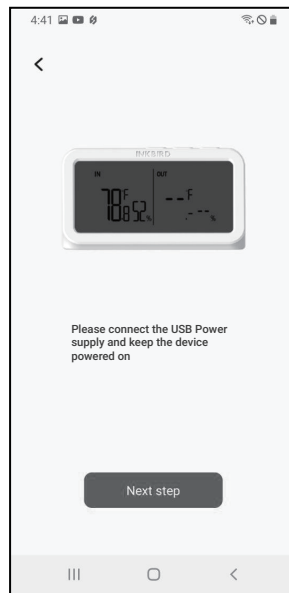 4:41
IN
OUT
78.8
°F
52%
--
°F
.--%
Please connect the USB Power
supply and keep the device
powered on
Next step